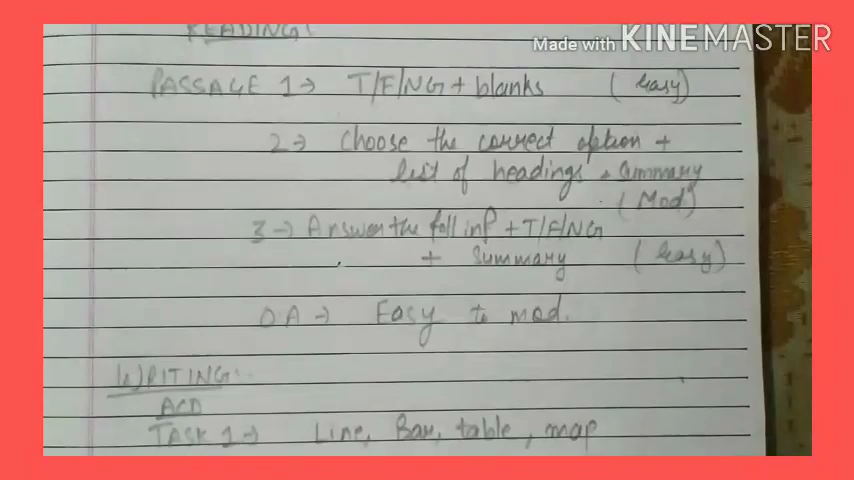 Made with KINEMASTER
READING:
PASSAGE 1→ T/F/NG + blanks (Easy)
2→ Choose the correct option +
list of headings + Summary
(Mod)
3→ Answer the foll inf + T/F/NG
+ Summary (Easy)
O.A → Easy to mod.
WRITING:
ACD
TASK 1→ Line, Bar, table, map